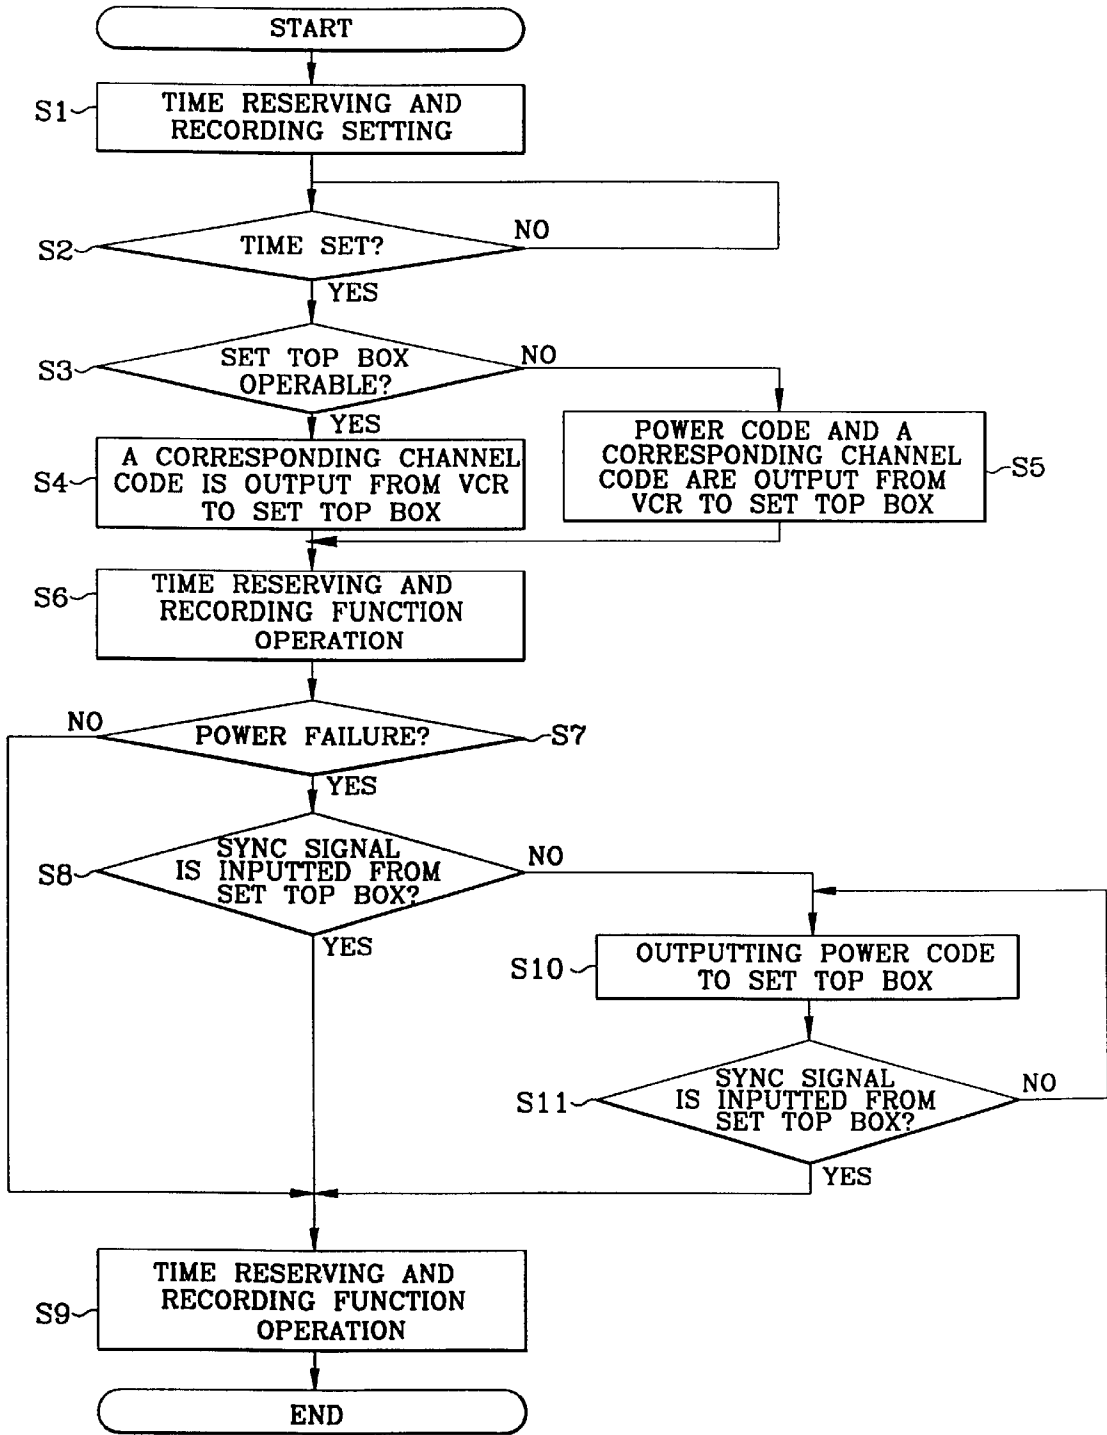 START
S1
TIME RESERVING AND
RECORDING SETTING
S2
TIME SET?
NO
YES
S3
SET TOP BOX
OPERABLE?
NO
YES
S4
A CORRESPONDING CHANNEL
CODE IS OUTPUT FROM VCR
TO SET TOP BOX
POWER CODE AND A
CORRESPONDING CHANNEL
CODE ARE OUTPUT FROM
VCR TO SET TOP BOX
S5
S6
TIME RESERVING AND
RECORDING FUNCTION
OPERATION
NO
POWER FAILURE?
S7
YES
S8
SYNC SIGNAL
IS INPUTTED FROM
SET TOP BOX?
NO
YES
S10
OUTPUTTING POWER CODE
TO SET TOP BOX
S11
SYNC SIGNAL
IS INPUTTED FROM
SET TOP BOX?
NO
YES
S9
TIME RESERVING AND
RECORDING FUNCTION
OPERATION
END